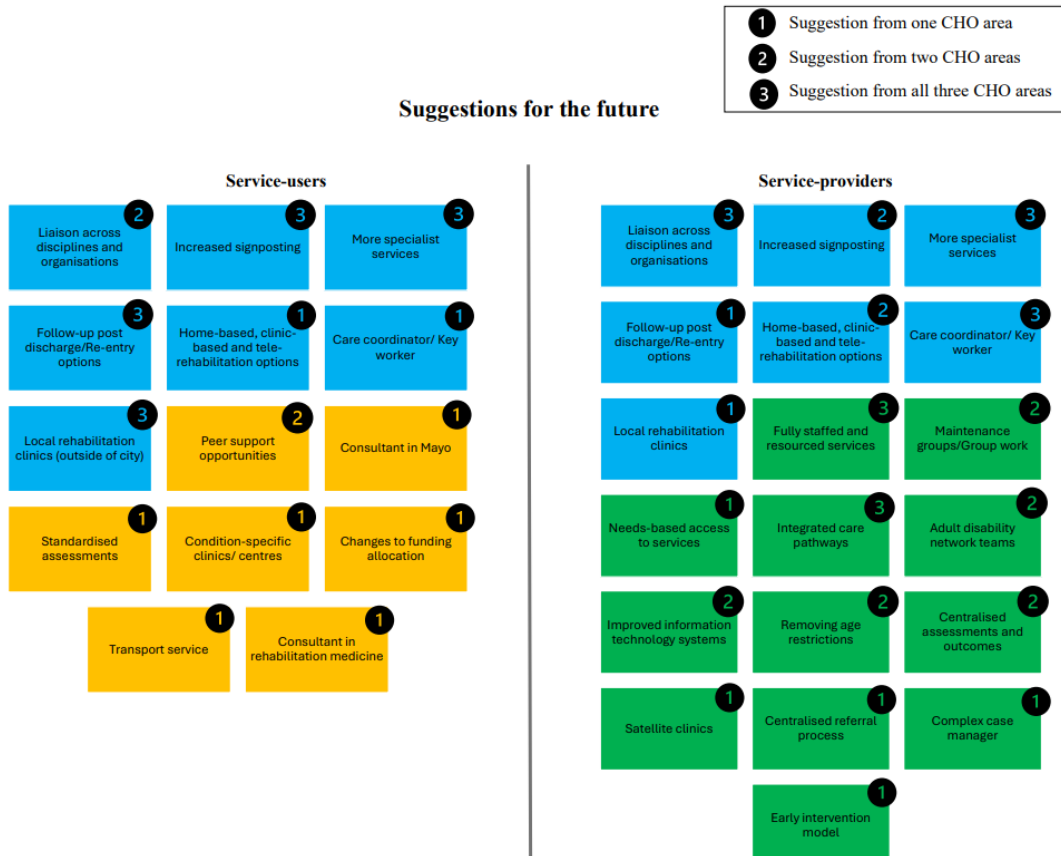 1 Suggestion from one CHO area
2 Suggestion from two CHO areas
3 Suggestion from all three CHO areas
Suggestions for the future
Service-users
2
Liaison across
disciplines and
organisations
3
Increased signposting
3
More specialist
services
3
Follow-up post
discharge/Re-entry
options
1
Home-based, clinic-
based and tele-
rehabilitation options
1
Care coordinator/ Key
worker
3
Local rehabilitation
clinics (outside of city)
2
Peer support
opportunities
1
Consultant in Mayo
1
Standardised
assessments
1
Condition-specific
clinics/ centres
1
Changes to funding
allocation
1
Transport service
1
Consultant in
rehabilitation medicine
Service-providers
3
Liaison across
disciplines and
organisations
2
Increased signposting
3
More specialist
services
1
Follow-up post
discharge/Re-entry
options
2
Home-based, clinic-
based and tele-
rehabilitation options
3
Care coordinator/ Key
worker
1
Local rehabilitation
clinics
3
Fully staffed and
resourced services
2
Maintenance
groups/Group work
1
Needs-based access
to services
3
Integrated care
pathways
2
Adult disability
network teams
2
Improved information
technology systems
2
Removing age
restrictions
2
Centralised
assessments and
outcomes
1
Satellite clinics
1
Centralised referral
process
1
Complex case
manager
1
Early intervention
model